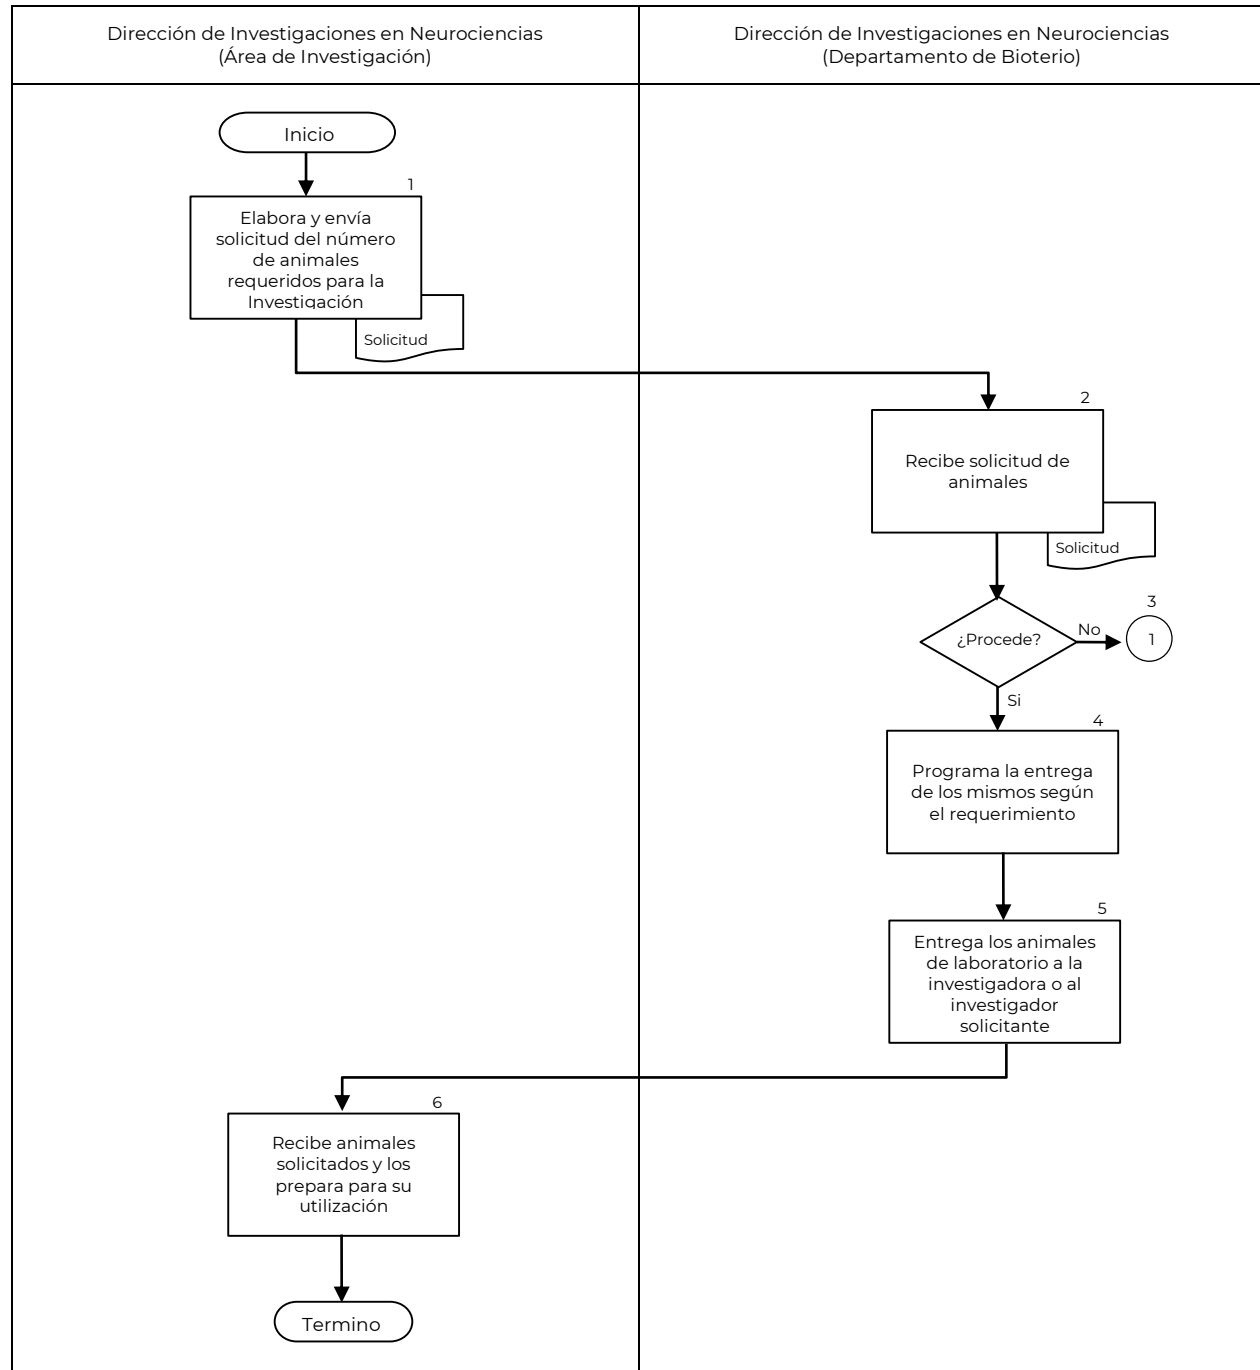 Dirección de Investigaciones en Neurociencias
(Área de Investigación)
Dirección de Investigaciones en Neurociencias
(Departamento de Bioterio)
Inicio
1
Elabora y envía
solicitud del número
de animales
requeridos para la
Investigación
Solicitud
2
Recibe solicitud de
animales
Solicitud
3
¿Procede?
No
1
Si
4
Programa la entrega
de los mismos según
el requerimiento
5
Entrega los animales
de laboratorio a la
investigadora o al
investigador
solicitante
6
Recibe animales
solicitados y los
prepara para su
utilización
Termino